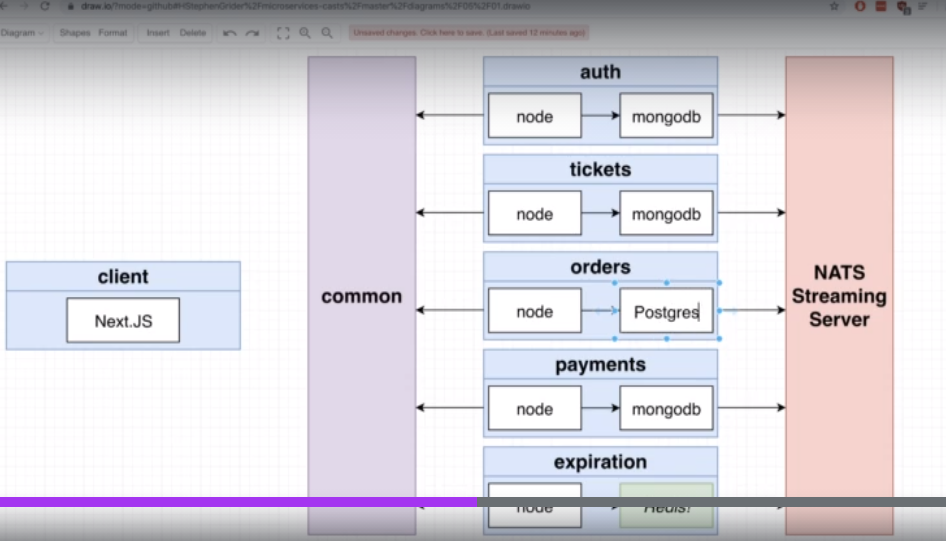 draw.io/?mode=github#HStephenGrider%2Fmicroservices-casts%2Fmaster%2Fdiagrams%2F05%2F01.drawio
Diagram
Shapes
Format
Insert
Delete
Unsaved changes. Click here to save. (Last saved 12 minutes ago)
auth
node
mongodb
tickets
node
mongodb
orders
node
Postgres
payments
node
mongodb
expiration
node
Redis!
client
Next.JS
common
NATS
Streaming
Server